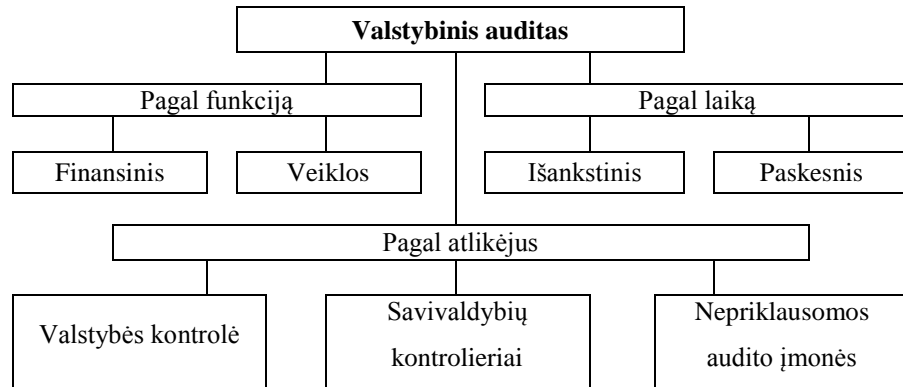 Valstybinis auditas
Pagal funkciją
Pagal laiką
Finansinis
Veiklos
Išankstinis
Paskesnis
Pagal atlikėjus
Valstybės kontrolė
Savivaldybių
kontrolieriai
Nepriklausomos
audito įmonės